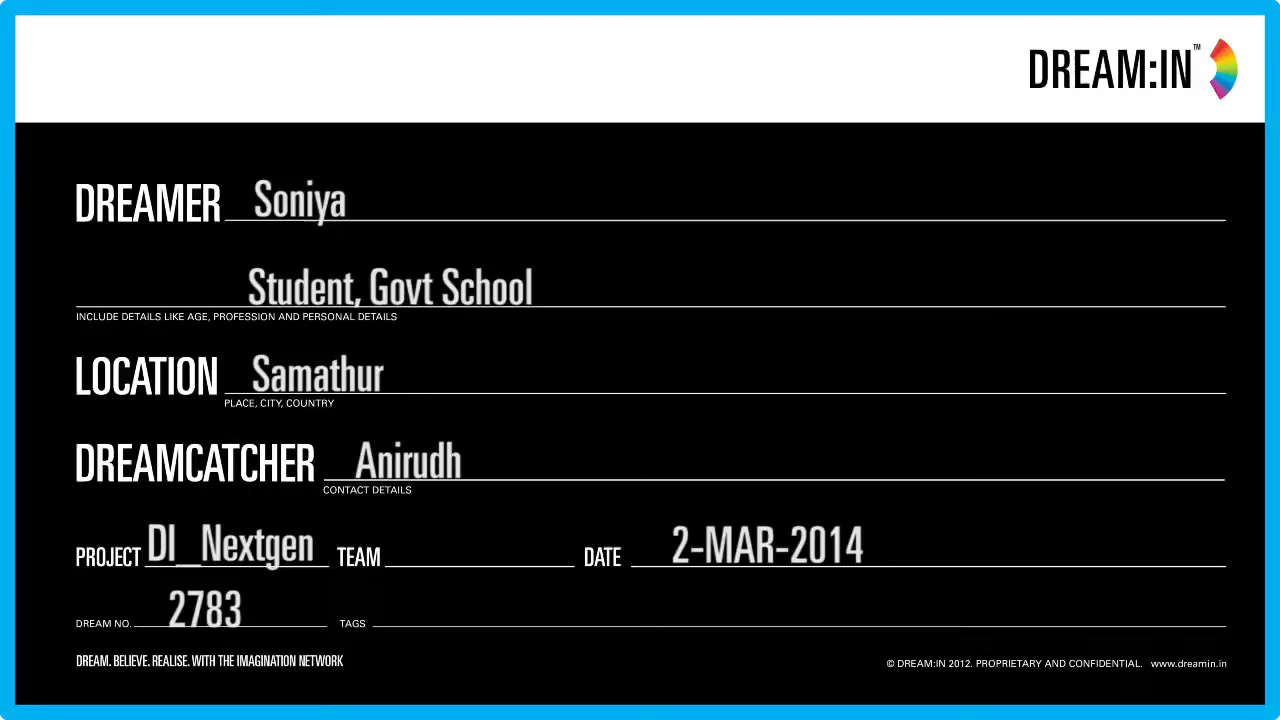 DREAM:IN™
DREAMER Soniya
Student, Govt School
INCLUDE DETAILS LIKE AGE, PROFESSION AND PERSONAL DETAILS
LOCATION Samathur
PLACE, CITY, COUNTRY
DREAMCATCHER Anirudh
CONTACT DETAILS
PROJECT DI_Nextgen TEAM DATE 2-MAR-2014
DREAM NO. 2783 TAGS
DREAM. BELIEVE. REALISE. WITH THE IMAGINATION NETWORK © DREAM:IN 2012. PROPRIETARY AND CONFIDENTIAL. www.dreamin.in